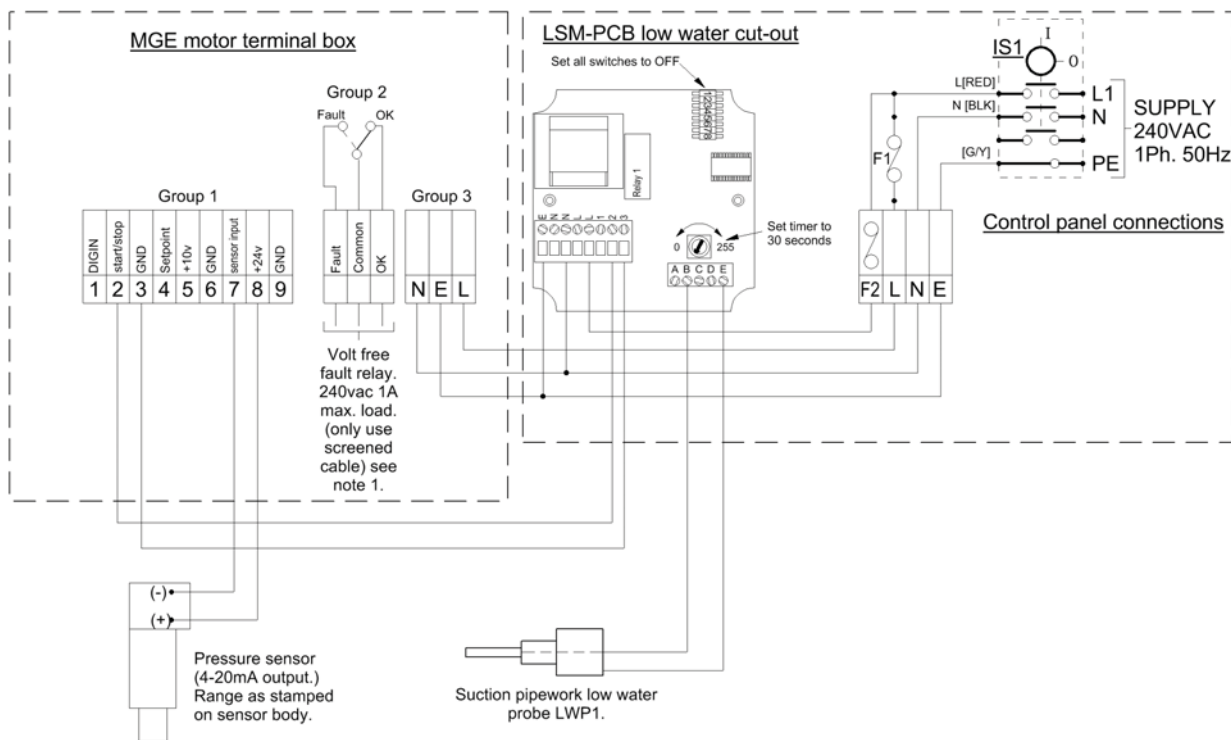 MGE motor terminal box
LSM-PCB low water cut-out
Set all switches to OFF
IS1
I
0
L[RED]
N [BLK]
[G/Y]
L1
N
PE
SUPPLY
240VAC
1Ph. 50Hz
Control panel connections
Group 2
Fault
OK
Group 1
Group 3
DIGIN
start/stop
GND
Setpoint
+10v
GND
sensor input
+24v
GND
1 2 3 4 5 6 7 8 9
Fault
Common
OK
N E L
Volt free
fault relay.
240vac 1A
max. load.
(only use
screened
cable) see
note 1.
12345678
Relay 1
E N N L L 1 2 3
0
255
Set timer to
30 seconds
A B C D E
F1
F2 L N E
(-)
(+)
Pressure sensor
(4-20mA output.)
Range as stamped
on sensor body.
Suction pipework low water
probe LWP1.